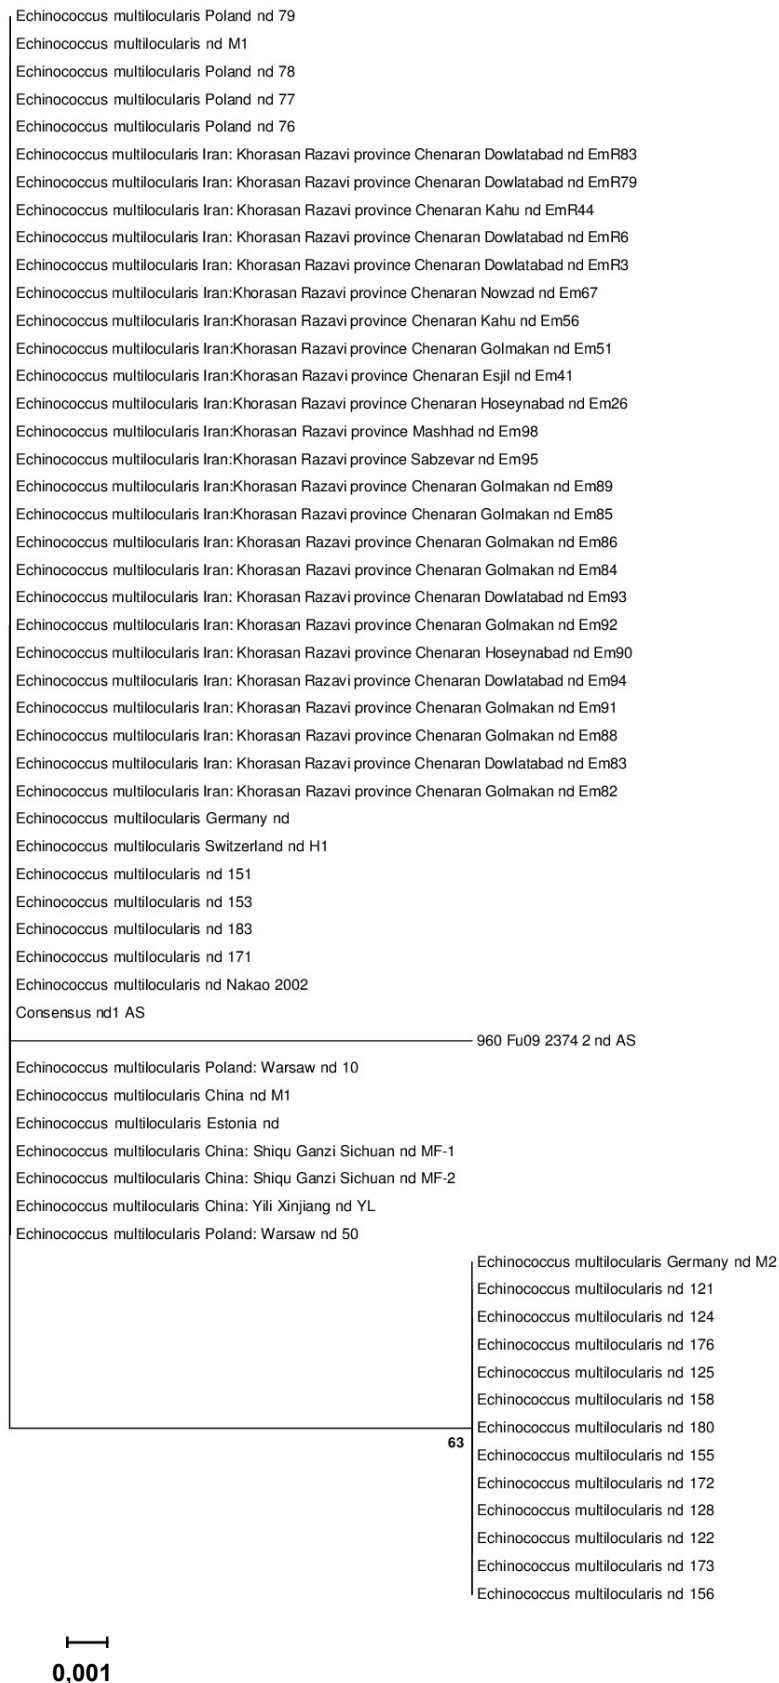 Echinococcus multilocularis Poland nd 79
Echinococcus multilocularis nd M1
Echinococcus multilocularis Poland nd 78
Echinococcus multilocularis Poland nd 77
Echinococcus multilocularis Poland nd 76
Echinococcus multilocularis Iran: Khorasan Razavi province Chenaran Dowlatabad nd EmR83
Echinococcus multilocularis Iran: Khorasan Razavi province Chenaran Dowlatabad nd EmR79
Echinococcus multilocularis Iran: Khorasan Razavi province Chenaran Kahu nd EmR44
Echinococcus multilocularis Iran: Khorasan Razavi province Chenaran Dowlatabad nd EmR6
Echinococcus multilocularis Iran: Khorasan Razavi province Chenaran Dowlatabad nd EmR3
Echinococcus multilocularis Iran:Khorasan Razavi province Chenaran Nowzad nd Em67
Echinococcus multilocularis Iran:Khorasan Razavi province Chenaran Kahu nd Em56
Echinococcus multilocularis Iran:Khorasan Razavi province Chenaran Golmakan nd Em51
Echinococcus multilocularis Iran:Khorasan Razavi province Chenaran Esjil nd Em41
Echinococcus multilocularis Iran:Khorasan Razavi province Chenaran Hoseynabad nd Em26
Echinococcus multilocularis Iran:Khorasan Razavi province Mashhad nd Em98
Echinococcus multilocularis Iran:Khorasan Razavi province Sabzevar nd Em95
Echinococcus multilocularis Iran:Khorasan Razavi province Chenaran Golmakan nd Em89
Echinococcus multilocularis Iran:Khorasan Razavi province Chenaran Golmakan nd Em85
Echinococcus multilocularis Iran: Khorasan Razavi province Chenaran Golmakan nd Em86
Echinococcus multilocularis Iran: Khorasan Razavi province Chenaran Golmakan nd Em84
Echinococcus multilocularis Iran: Khorasan Razavi province Chenaran Dowlatabad nd Em93
Echinococcus multilocularis Iran: Khorasan Razavi province Chenaran Golmakan nd Em92
Echinococcus multilocularis Iran: Khorasan Razavi province Chenaran Hoseynabad nd Em90
Echinococcus multilocularis Iran: Khorasan Razavi province Chenaran Dowlatabad nd Em94
Echinococcus multilocularis Iran: Khorasan Razavi province Chenaran Golmakan nd Em91
Echinococcus multilocularis Iran: Khorasan Razavi province Chenaran Golmakan nd Em88
Echinococcus multilocularis Iran: Khorasan Razavi province Chenaran Dowlatabad nd Em83
Echinococcus multilocularis Iran: Khorasan Razavi province Chenaran Golmakan nd Em82
Echinococcus multilocularis Germany nd
Echinococcus multilocularis Switzerland nd H1
Echinococcus multilocularis nd 151
Echinococcus multilocularis nd 153
Echinococcus multilocularis nd 183
Echinococcus multilocularis nd 171
Echinococcus multilocularis nd Nakao 2002
Consensus nd1 AS
960 Fu09 2374 2 nd AS
Echinococcus multilocularis Poland: Warsaw nd 10
Echinococcus multilocularis China nd M1
Echinococcus multilocularis Estonia nd
Echinococcus multilocularis China: Shiqu Ganzi Sichuan nd MF-1
Echinococcus multilocularis China: Shiqu Ganzi Sichuan nd MF-2
Echinococcus multilocularis China: Yili Xinjiang nd YL
Echinococcus multilocularis Poland: Warsaw nd 50
Echinococcus multilocularis Germany nd M2
Echinococcus multilocularis nd 121
Echinococcus multilocularis nd 124
Echinococcus multilocularis nd 176
Echinococcus multilocularis nd 125
Echinococcus multilocularis nd 158
Echinococcus multilocularis nd 180
63
Echinococcus multilocularis nd 155
Echinococcus multilocularis nd 172
Echinococcus multilocularis nd 128
Echinococcus multilocularis nd 122
Echinococcus multilocularis nd 173
Echinococcus multilocularis nd 156
0,001